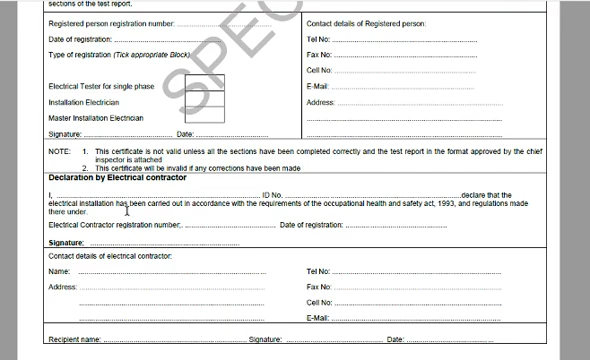 sections of the test report.
Registered person registration number: ............................
Date of registration: ............................
Type of registration (Tick appropriate Block)
Electrical Tester for single phase
Installation Electrician
Master Installation Electrician
Signature: ............................ Date: ............................
Contact details of Registered person:
Tel No: ............................
Fax No: ............................
Cell No: ............................
E-Mail: ............................
Address: ............................
SPEC
NOTE: 1. This certificate is not valid unless all the sections have been completed correctly and the test report in the format approved by the chief
inspector is attached
2. This certificate will be invalid if any corrections have been made
Declaration by Electrical contractor
I, ............................ ID No. ............................declare that the
electrical installation has been carried out in accordance with the requirements of the occupational health and safety act, 1993, and regulations made
there under.
Electrical Contractor registration number;............................ Date of registration: ............................
Signature: ............................
Contact details of electrical contractor:
Name: ............................
Address: ............................
Tel No: ............................
Fax No: ............................
Cell No: ............................
E-Mail: ............................
Recipient name: ............................ Signature: ............................ Date: ............................